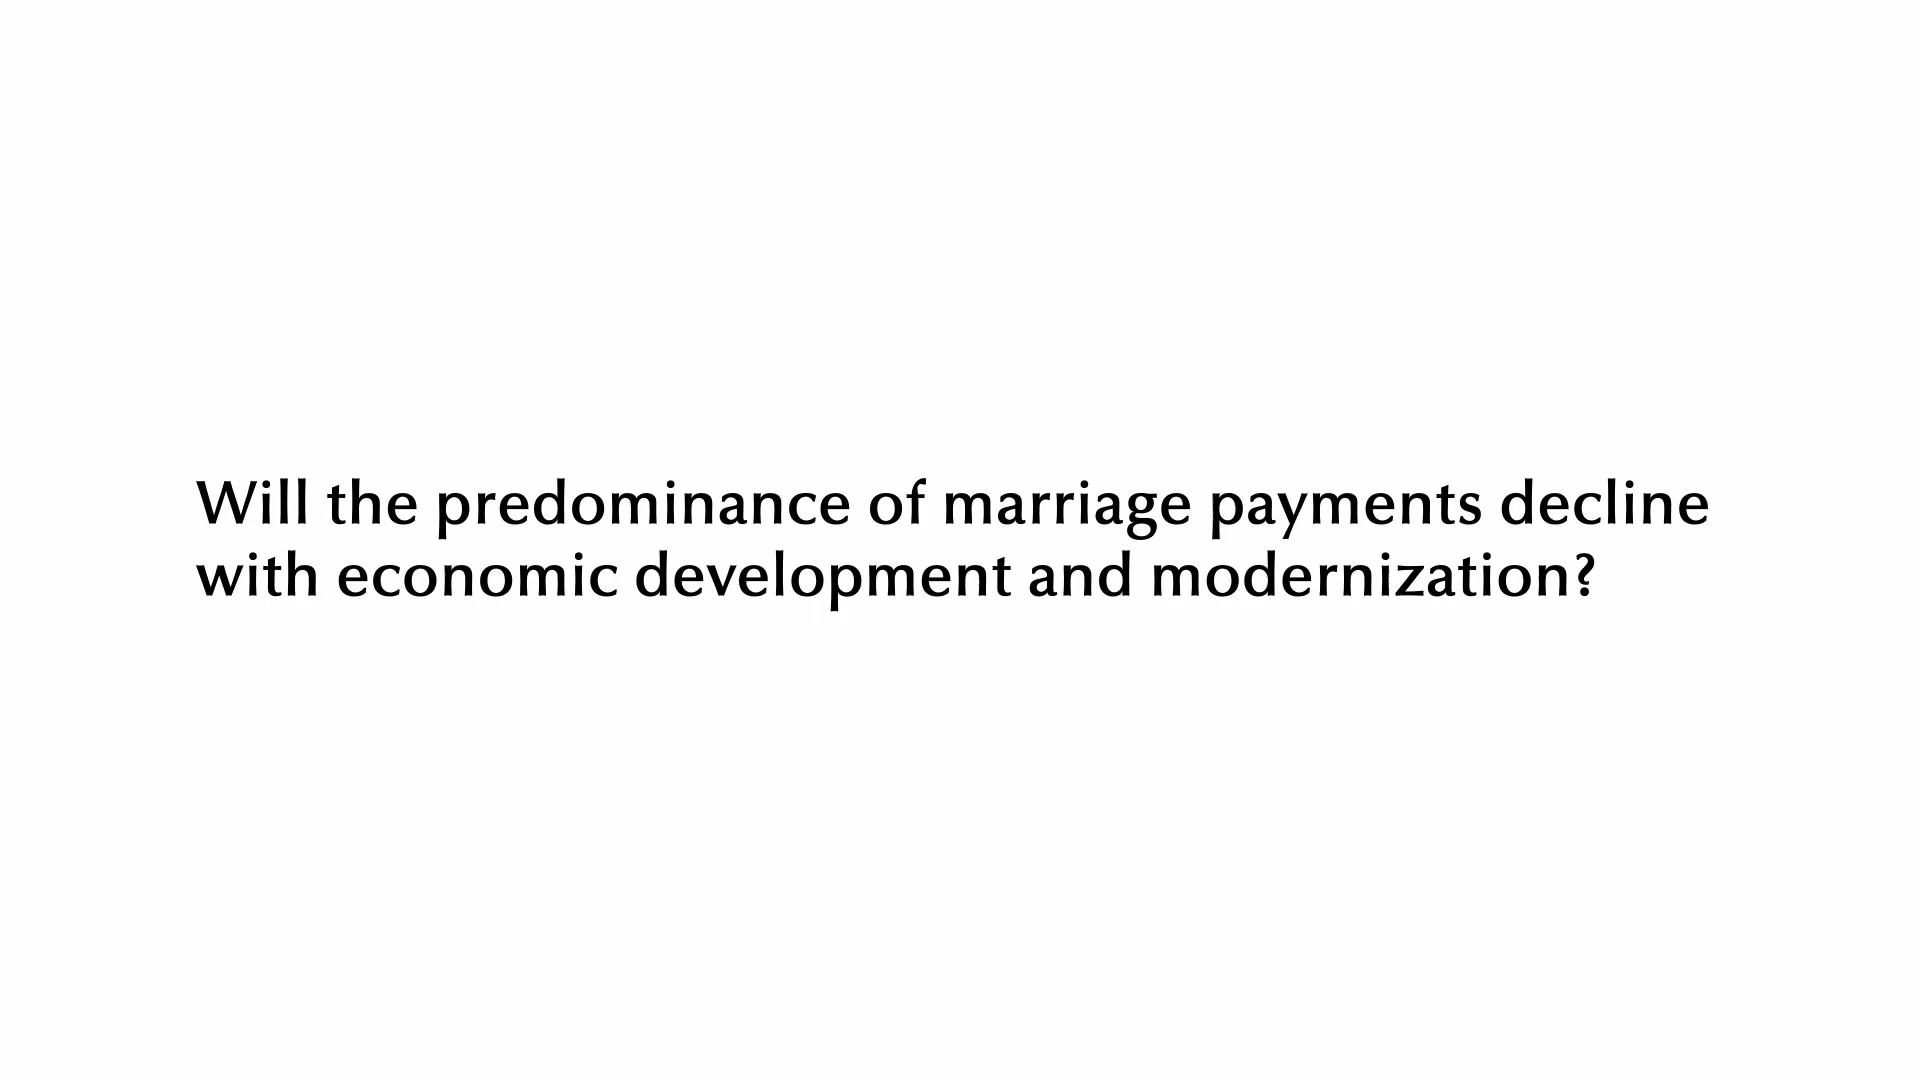 Will the predominance of marriage payments decline
with economic development and modernization?